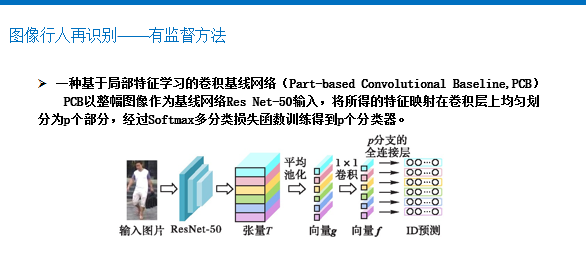 图像行人再识别——有监督方法
➢ 一种基于局部特征学习的卷积基线网络（Part-based Convolutional Baseline,PCB）
PCB以整幅图像作为基线网络Res Net-50输入，将所得的特征映射在卷积层上均匀划
分为p个部分，经过Softmax多分类损失函数训练得到p个分类器。
平均
池化
1×1
卷积
p分支的
全连接层
输入图片
ResNet-50
张量T
向量g
向量f
ID预测